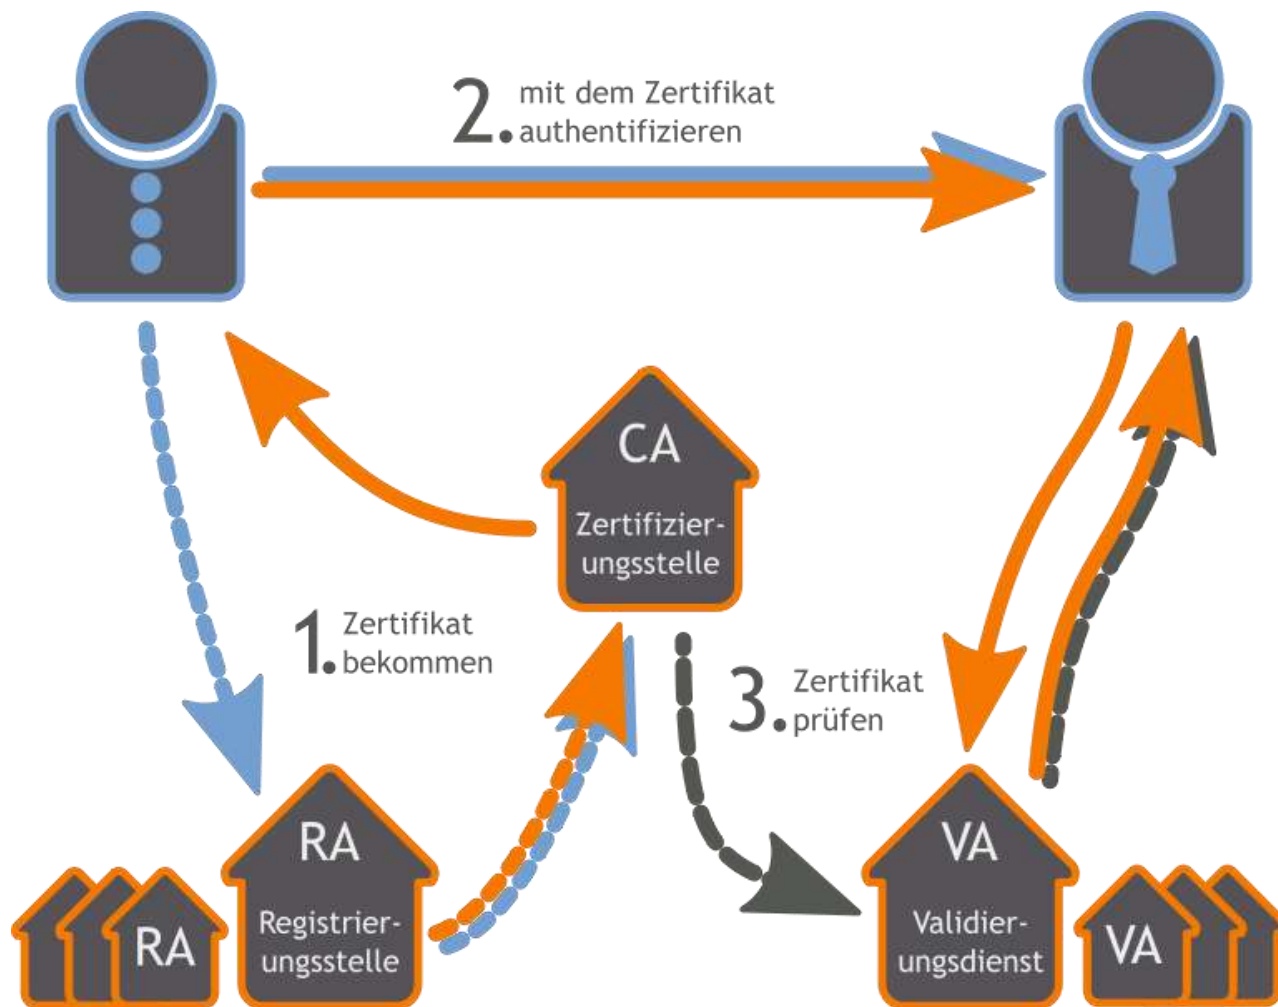 2. mit dem Zertifikat
authentifizieren
CA
Zertifizier-
ungsstelle
1. Zertifikat
bekommen
3. Zertifikat
prüfen
RA
Registrier-
ungsstelle
RA
VA
Validier-
ungsdienst
VA